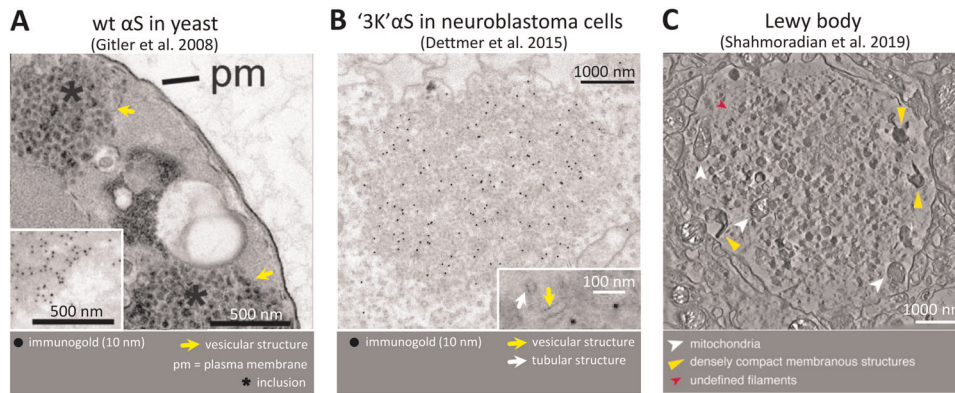 A
wt αS in yeast
(Gitler et al. 2008)
pm
500 nm
500 nm
immunogold (10 nm)
vesicular structure
pm = plasma membrane
* inclusion
B
‘3K’αS in neuroblastoma cells
(Dettmer et al. 2015)
1000 nm
100 nm
immunogold (10 nm)
vesicular structure
tubular structure
C
Lewy body
(Shahmoradian et al. 2019)
1000 nm
mitochondria
densely compact membranous structures
undefined filaments